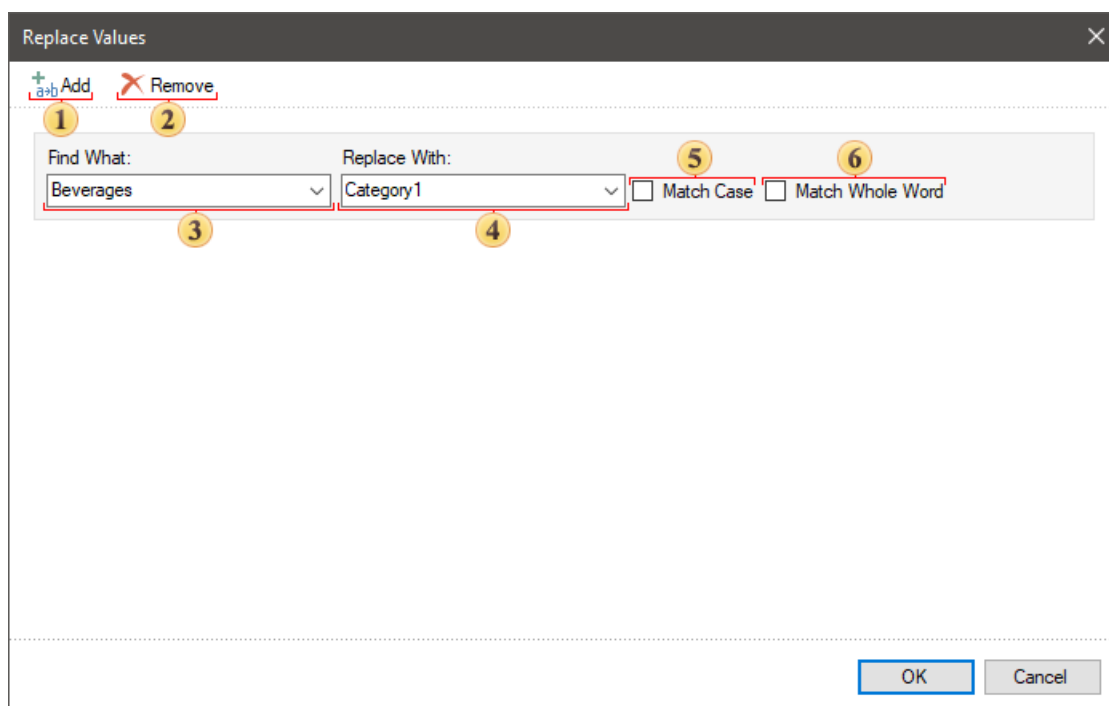 Replace Values
a→b Add Remove
1 2
Find What: Replace With: 5 6
Beverages Category1 Match Case Match Whole Word
3 4
OK Cancel